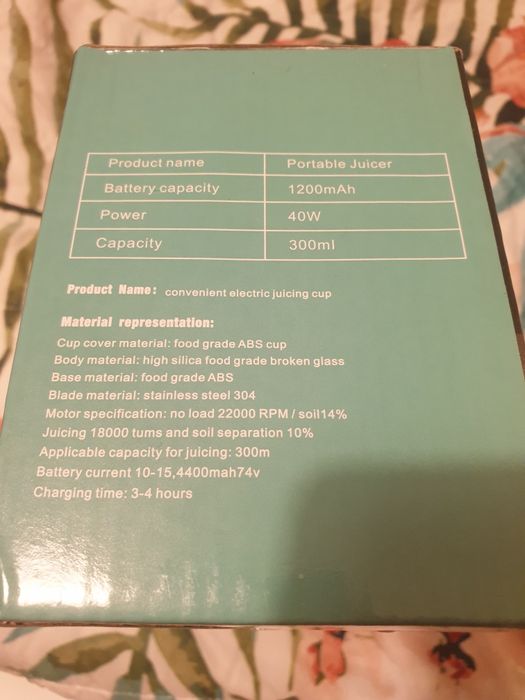 Product name Portable Juicer
Battery capacity 1200mAh
Power 40W
Capacity 300ml
Product Name: convenient electric juicing cup
Material representation:
Cup cover material: food grade ABS cup
Body material: high silica food grade broken glass
Base material: food grade ABS
Blade material: stainless steel 304
Motor specification: no load 22000 RPM / soil14%
Juicing 18000 tums and soil separation 10%
Applicable capacity for juicing: 300m
Battery current 10-15,4400mah74v
Charging time: 3-4 hours